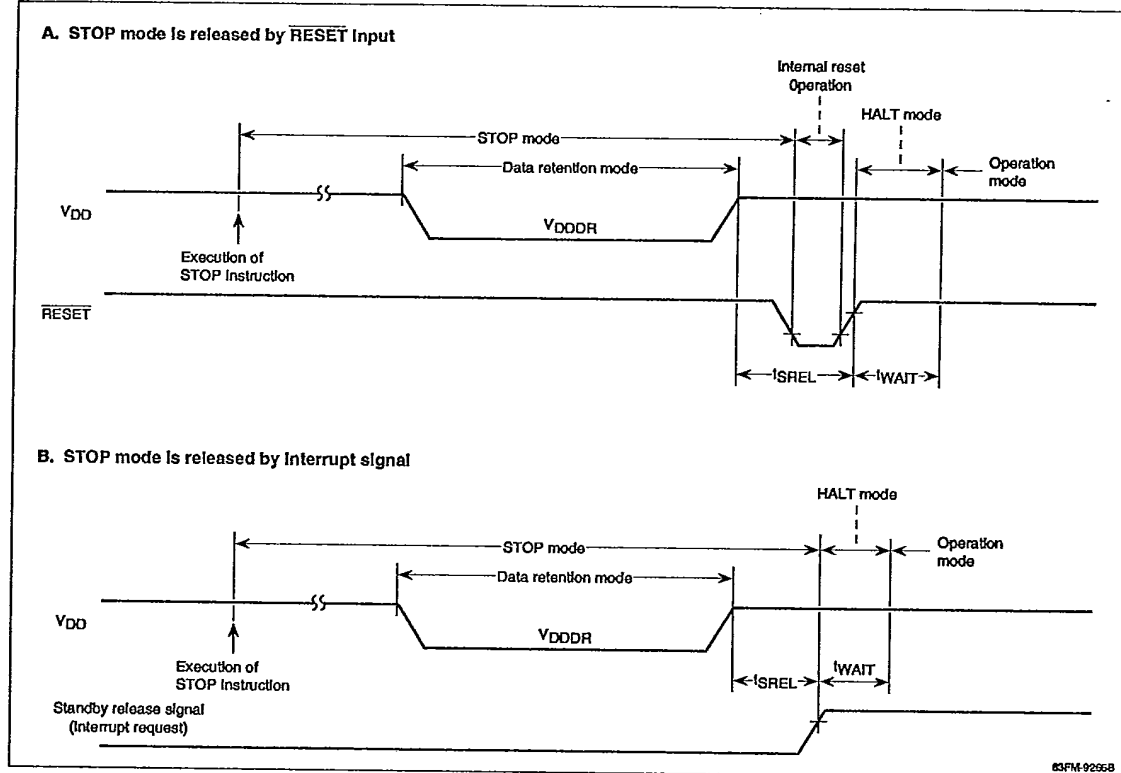 A. STOP mode is released by RESET Input
Internal reset
Operation
HALT mode
STOP mode
Data retention mode
Operation
mode
VDD
VDDDR
Execution of
STOP Instruction
RESET
tSREL
tWAIT
B. STOP mode is released by Interrupt signal
HALT mode
STOP mode
Operation
mode
Data retention mode
VDD
VDDDR
Execution of
STOP Instruction
tSREL
tWAIT
Standby release signal
(Interrupt request)
83FM-9265B